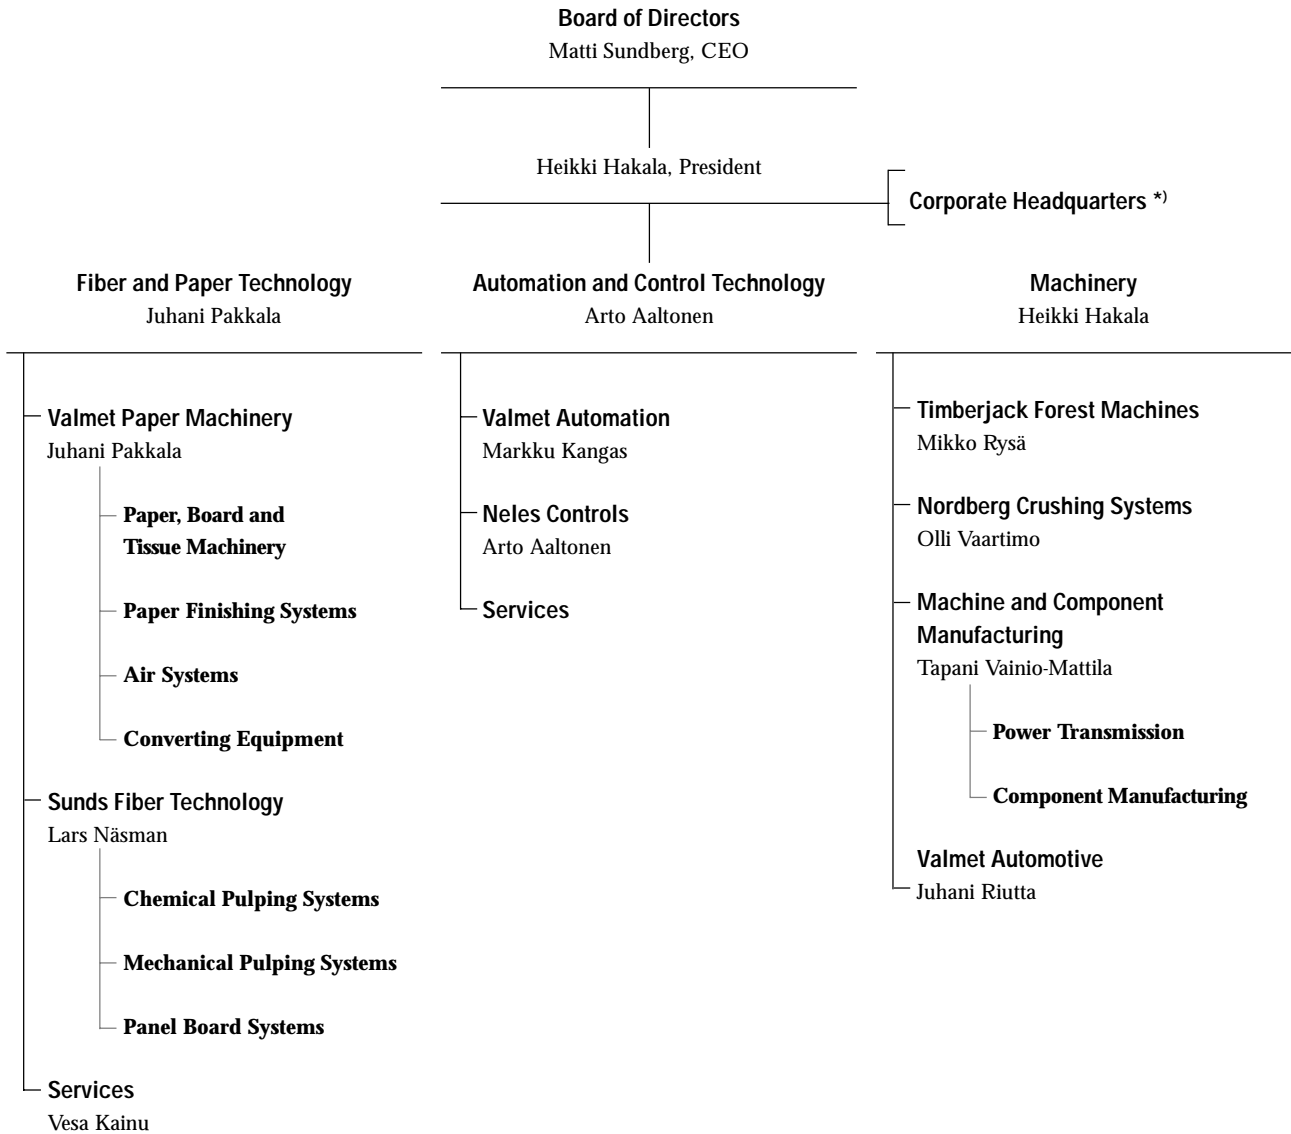 Board of Directors
Matti Sundberg, CEO
Heikki Hakala, President
Corporate Headquarters *)
Fiber and Paper Technology
Juhani Pakkala
Valmet Paper Machinery
Juhani Pakkala
Paper, Board and
Tissue Machinery
Paper Finishing Systems
Air Systems
Converting Equipment
Sunds Fiber Technology
Lars Näsman
Chemical Pulping Systems
Mechanical Pulping Systems
Panel Board Systems
Services
Vesa Kainu
Automation and Control Technology
Arto Aaltonen
Valmet Automation
Markku Kangas
Neles Controls
Arto Aaltonen
Services
Machinery
Heikki Hakala
Timberjack Forest Machines
Mikko Rysä
Nordberg Crushing Systems
Olli Vaartimo
Machine and Component
Manufacturing
Tapani Vainio-Mattila
Power Transmission
Component Manufacturing
Valmet Automotive
Juhani Riutta